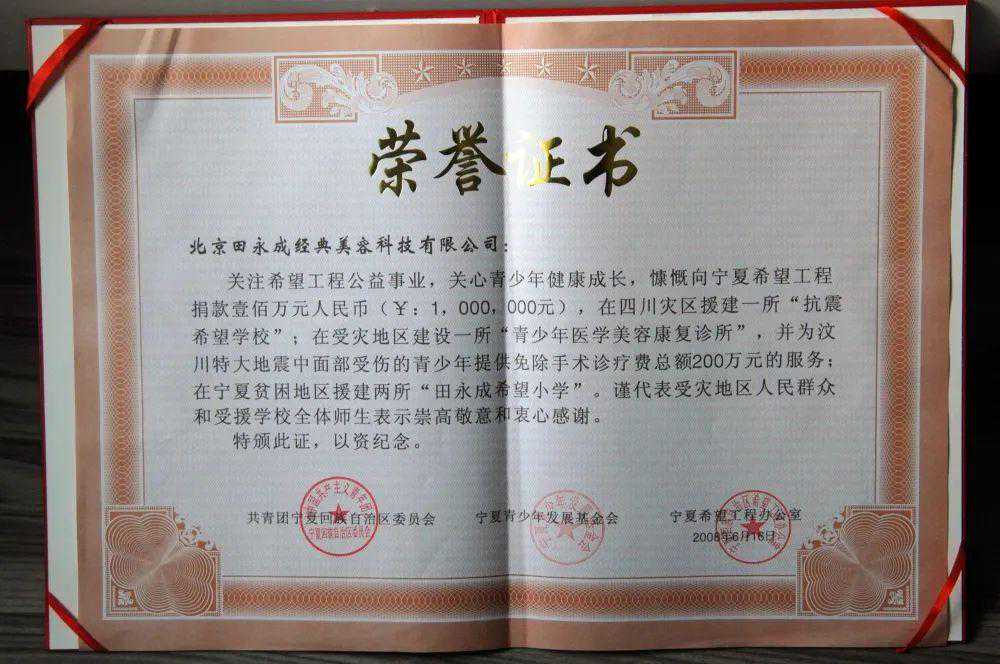 荣誉证书
北京田永成经典美容科技有限公司：
关注希望工程公益事业，关心青少年健康成长，慷慨向宁夏希望工程
捐款壹佰万元人民币（￥：1，000，000元），在四川灾区援建一所“抗震
希望学校”；在受灾地区建设一所“青少年医学美容康复诊所”，并为汶
川特大地震中面部受伤的青少年提供免除手术诊疗费总额200万元的服务；
在宁夏贫困地区援建两所“田永成希望小学”。谨代表受灾地区人民群众
和受援学校全体师生表示崇高敬意和衷心感谢。
特颁此证，以资纪念。
共青团宁夏回族自治区委员会 宁夏青少年发展基金会 宁夏希望工程办公室
2008年6月16日